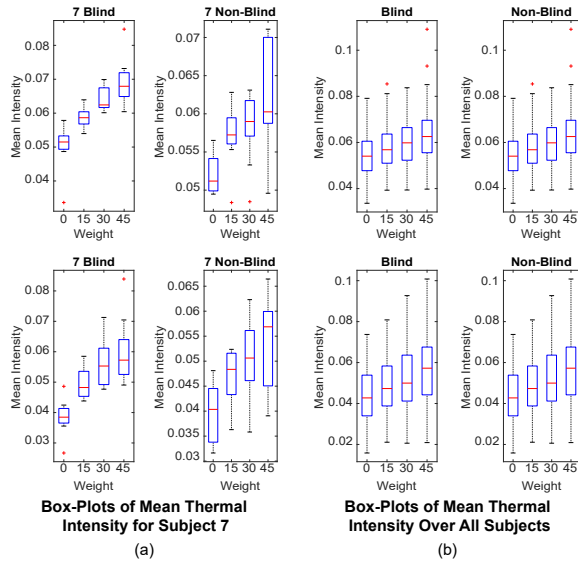 7 Blind
7 Non-Blind
Blind
Non-Blind
Mean Intensity
0.08
0.07
0.06
0.05
0.04
0 15 30 45
Weight
Mean Intensity
0.07
0.065
0.06
0.055
0.05
0 15 30 45
Weight
Mean Intensity
0.1
0.08
0.06
0.04
0 15 30 45
Weight
Mean Intensity
0.1
0.08
0.06
0.04
0 15 30 45
Weight
7 Blind
7 Non-Blind
Blind
Non-Blind
Mean Intensity
0.08
0.07
0.06
0.05
0.04
0.03
0 15 30 45
Weight
Mean Intensity
0.065
0.06
0.055
0.05
0.045
0.04
0.035
0.03
0 15 30 45
Weight
Mean Intensity
0.1
0.08
0.06
0.04
0.02
0 15 30 45
Weight
Mean Intensity
0.1
0.08
0.06
0.04
0.02
0 15 30 45
Weight
Box-Plots of Mean Thermal
Intensity for Subject 7
(a)
Box-Plots of Mean Thermal
Intensity Over All Subjects
(b)